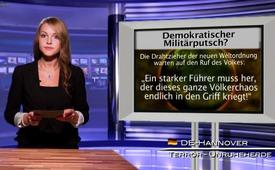 Demokratischer
Militärputsch?
Die Drahtzieher der neuen Weltordnung
warten auf den Ruf des Volkes:
„Ein starker Führer muss her,
der dieses ganze Völkerchaos
endlich in den Griff kriegt!"
DE-Hannover
Terror - Unruheherde